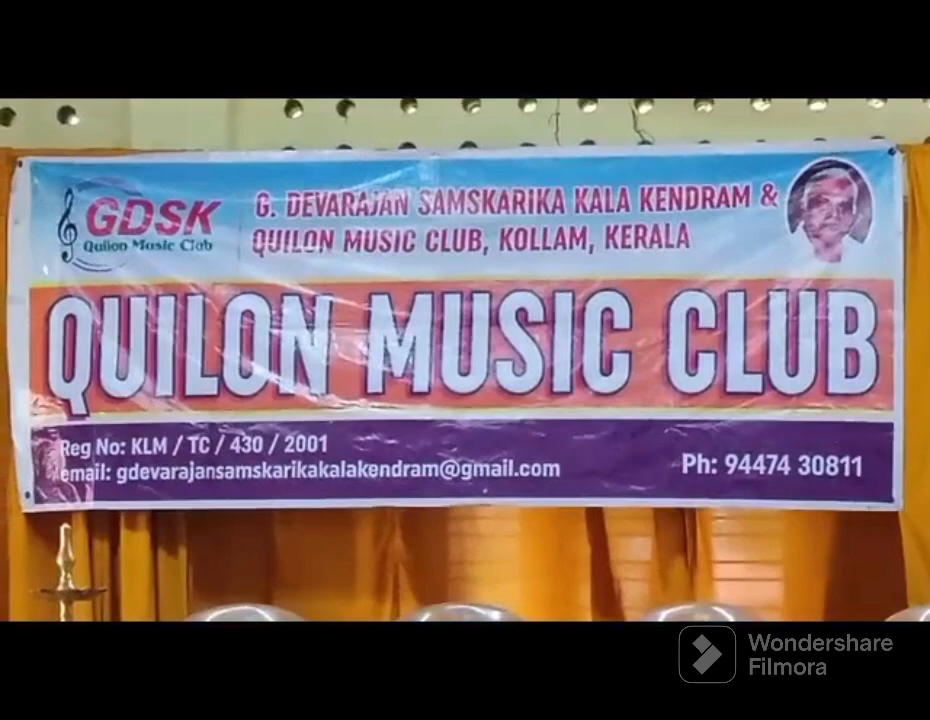 GDSK
Quilon Music Club
G. DEVARAJAN SAMSKARIKA KALA KENDRAM &
QUILON MUSIC CLUB, KOLLAM, KERALA
QUILON MUSIC CLUB
Reg No: KLM / TC / 430 / 2001
email: gdevarajansamskarikakalakendram@gmail.com
Ph: 94474 30811
Wondershare
Filmora